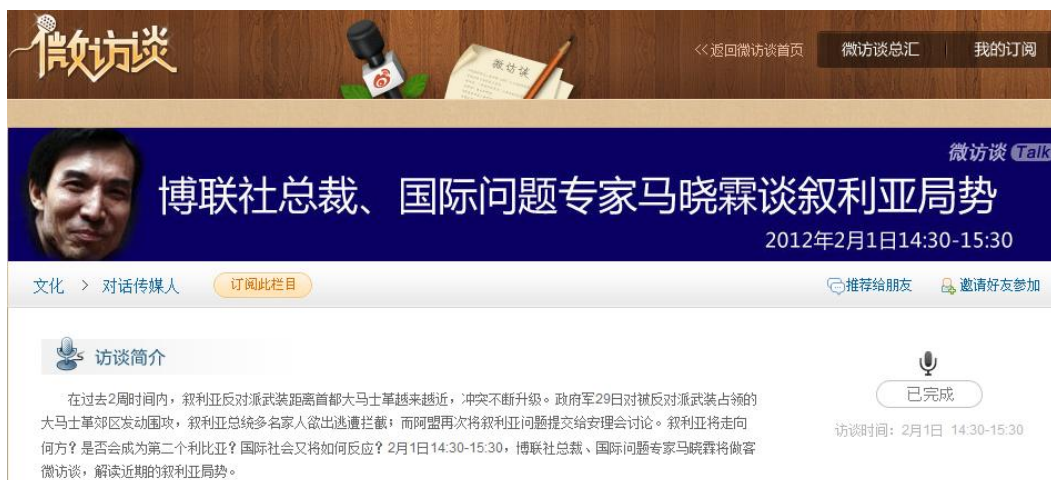 微访谈
微访谈
<<返回微访谈首页 微访谈总汇 我的订阅
微访谈 Talk
博联社总裁、国际问题专家马晓霖谈叙利亚局势
2012年2月1日14:30-15:30
文化 > 对话传媒人 订阅此栏目 推荐给朋友 邀请好友参加
访谈简介
在过去2周时间内，叙利亚反对派武装距离首都大马士革越来越近，冲突不断升级。政府军29日对被反对派武装占领的
大马士革郊区发动围攻，叙利亚总统多名家人欲出逃遭拦截；而阿盟再次将叙利亚问题提交给安理会讨论。叙利亚将走向
何方？是否会成为第二个利比亚？国际社会又将如何反应？2月1日14:30-15:30，博联社总裁、国际问题专家马晓霖将做客
微访谈，解读近期的叙利亚局势。
已完成
访谈时间：2月1日 14:30-15:30